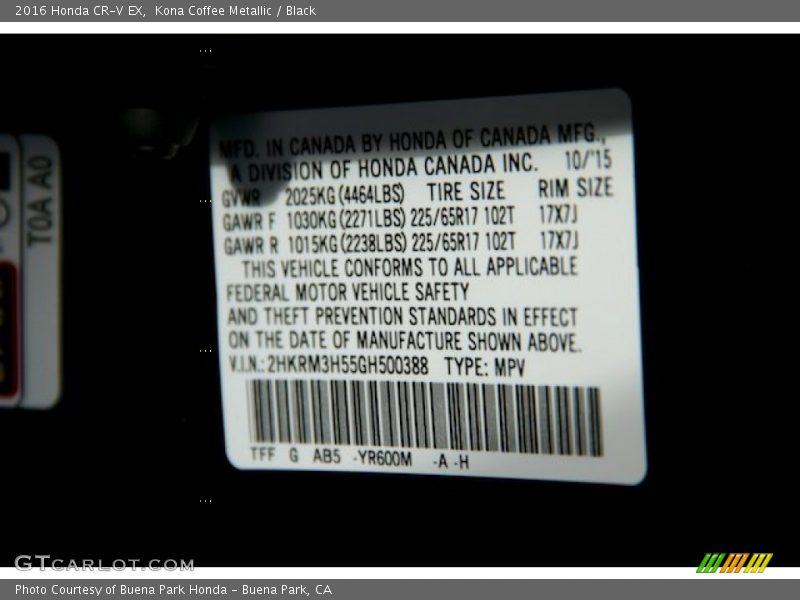 2016 Honda CR-V EX, Kona Coffee Metallic / Black
TOA A0
MFD. IN CANADA BY HONDA OF CANADA MFG.,
A DIVISION OF HONDA CANADA INC. 10/'15
GVWR 2025KG(4464LBS) TIRE SIZE RIM SIZE
GAWR F 1030KG(2271LBS) 225/65R17 102T 17X7J
GAWR R 1015KG(2238LBS) 225/65R17 102T 17X7J
THIS VEHICLE CONFORMS TO ALL APPLICABLE
FEDERAL MOTOR VEHICLE SAFETY
AND THEFT PREVENTION STANDARDS IN EFFECT
ON THE DATE OF MANUFACTURE SHOWN ABOVE.
V.I.N.: 2HKRM3H55GH500388 TYPE: MPV
TFF G AB5 -YR600M -A -H
GTCARLOT.COM
Photo Courtesy of Buena Park Honda - Buena Park, CA